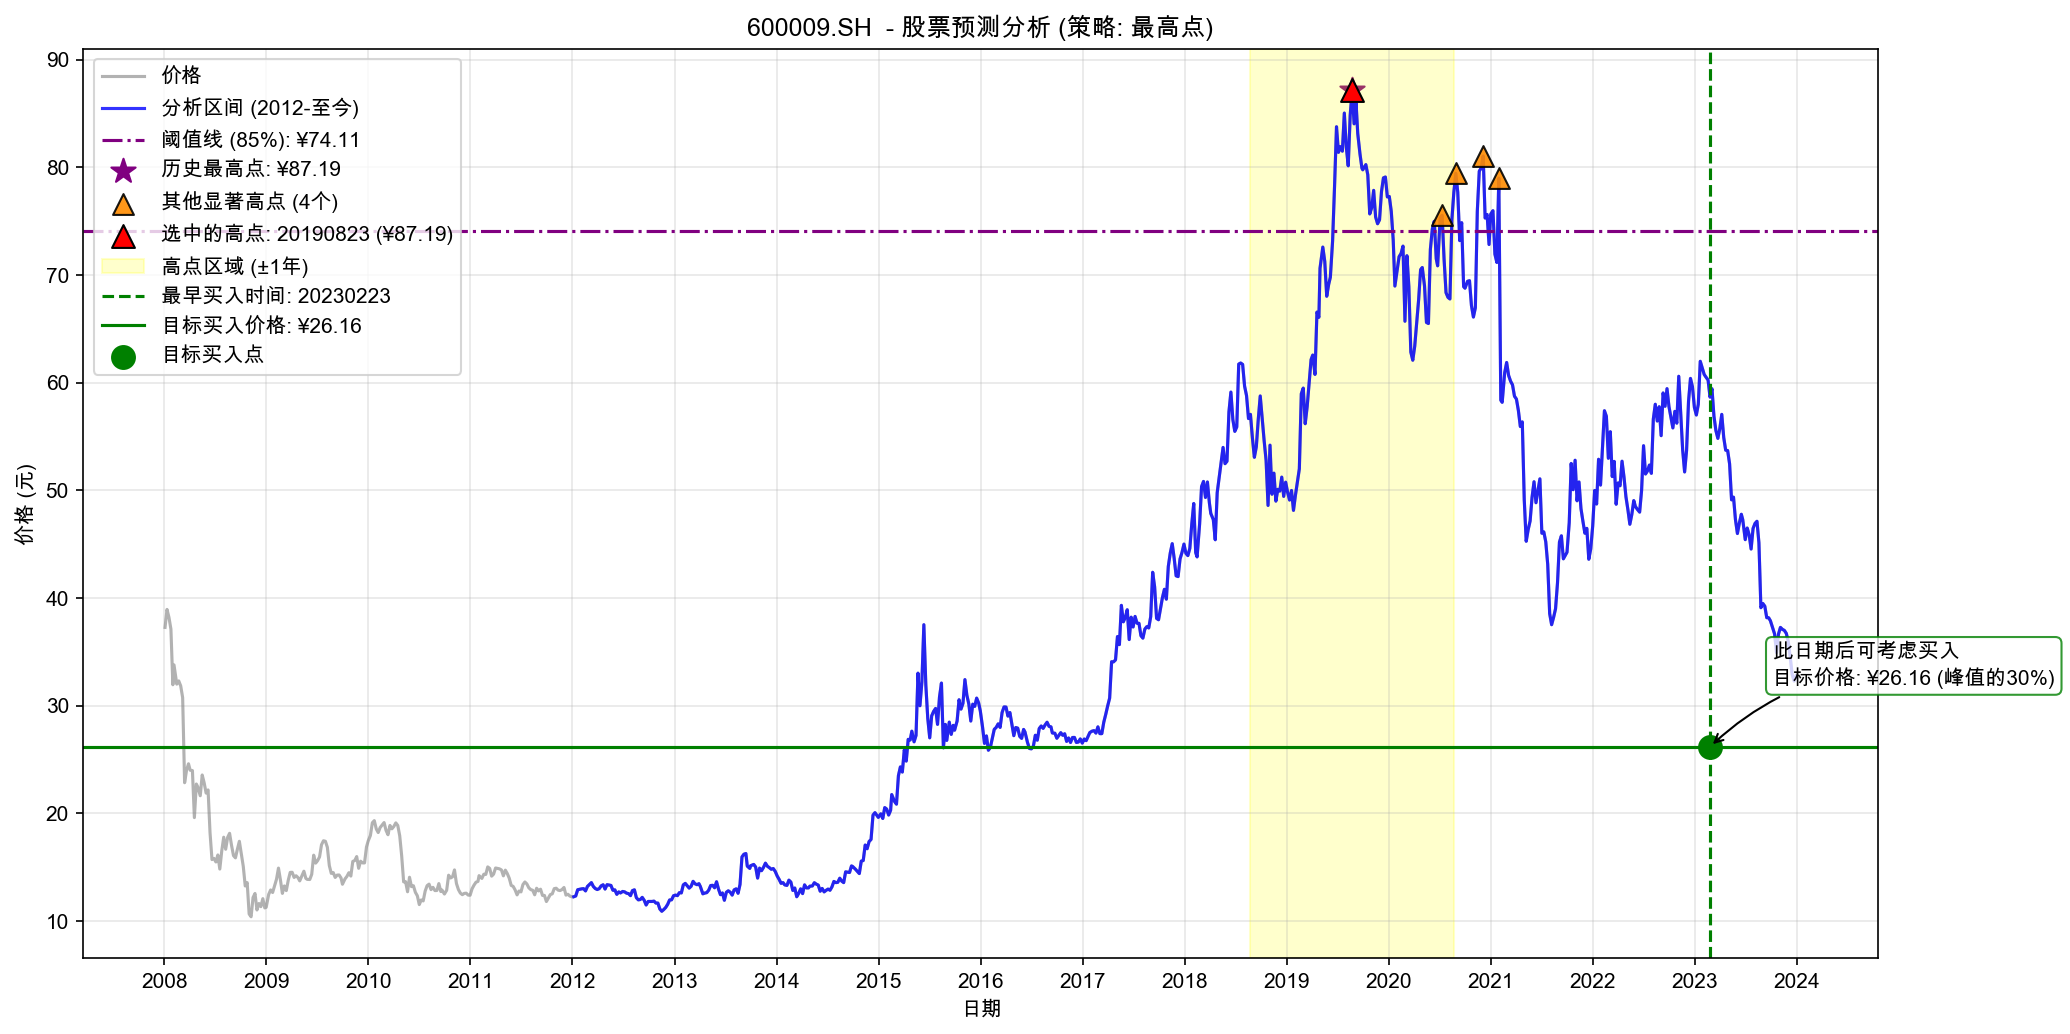 600009.SH - 股票预测分析 (策略: 最高点)
价格 (元)
90
80
70
60
50
40
30
20
10
价格
分析区间 (2012-至今)
阈值线 (85%): ¥74.11
历史最高点: ¥87.19
其他显著高点 (4个)
选中的高点: 20190823 (¥87.19)
高点区域 (±1年)
最早买入时间: 20230223
目标买入价格: ¥26.16
目标买入点
此日期后可考虑买入
目标价格: ¥26.16 (峰值的30%)
2008 2009 2010 2011 2012 2013 2014 2015 2016 2017 2018 2019 2020 2021 2022 2023 2024
日期